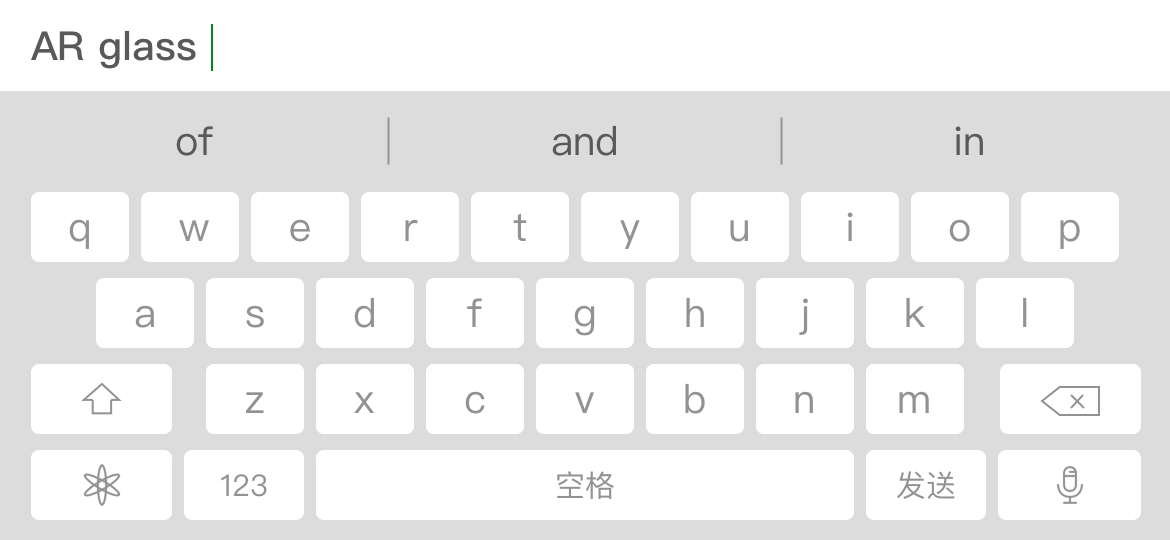 AR glass
of and in
q w e r t y u i o p
a s d f g h j k l
z x c v b n m
123 空格 发送